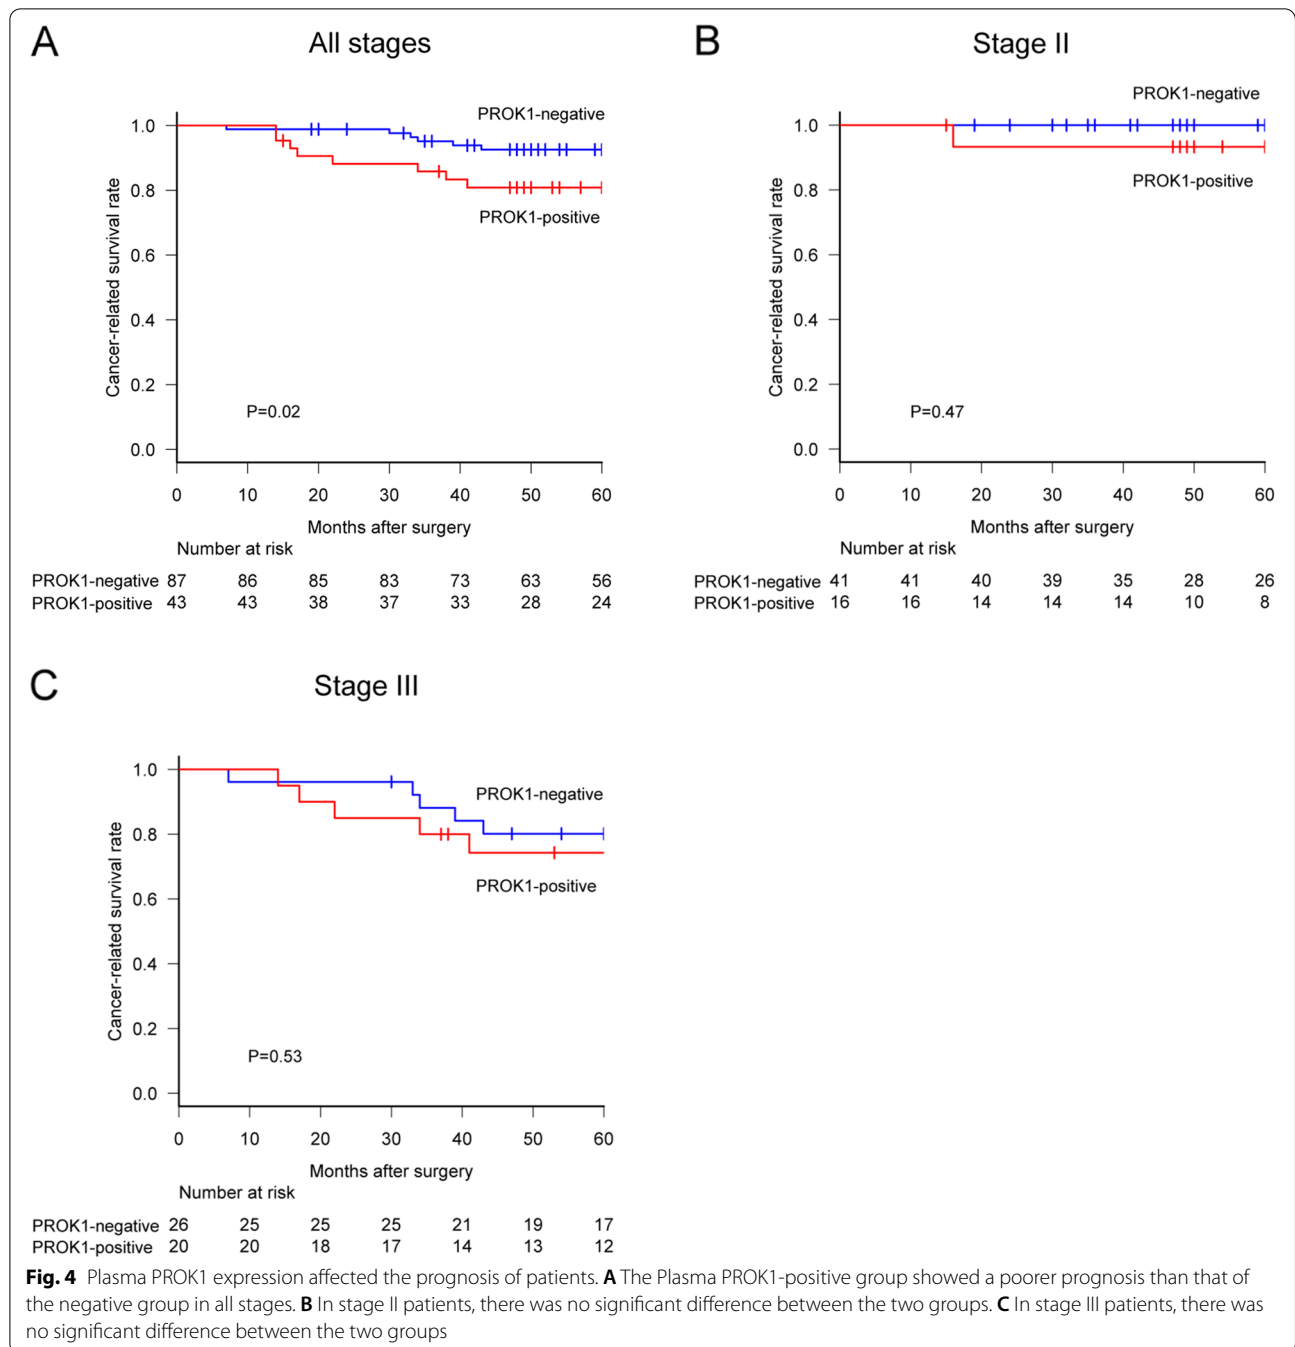 A
All stages
PROK1-negative
PROK1-positive
1.0
0.8
0.6
0.4
0.2
0.0
Cancer-related survival rate
P=0.02
0 10 20 30 40 50 60
Months after surgery
Number at risk
PROK1-negative 87 86 85 83 73 63 56
PROK1-positive 43 43 38 37 33 28 24
B
Stage II
PROK1-negative
PROK1-positive
1.0
0.8
0.6
0.4
0.2
0.0
Cancer-related survival rate
P=0.47
0 10 20 30 40 50 60
Months after surgery
Number at risk
PROK1-negative 41 41 40 39 35 28 26
PROK1-positive 16 16 14 14 14 10 8
C
Stage III
PROK1-negative
PROK1-positive
1.0
0.8
0.6
0.4
0.2
0.0
Cancer-related survival rate
P=0.53
0 10 20 30 40 50 60
Months after surgery
Number at risk
PROK1-negative 26 25 25 25 21 19 17
PROK1-positive 20 20 18 17 14 13 12
Fig. 4 Plasma PROK1 expression affected the prognosis of patients. A The Plasma PROK1-positive group showed a poorer prognosis than that of
the negative group in all stages. B In stage II patients, there was no significant difference between the two groups. C In stage III patients, there was
no significant difference between the two groups